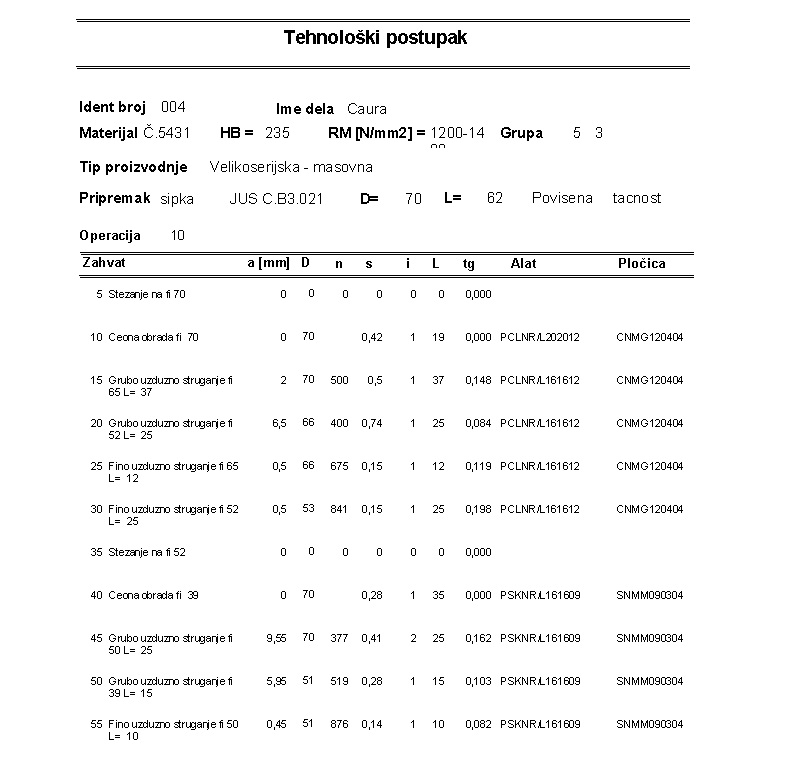 Tehnološki postupak
Ident broj 004 Ime dela Caura
Materijal Č.5431 HB = 235 RM [N/mm2] = 1200-14 Grupa 5 3
Tip proizvodnje Velikoserijska - masovna
Pripremak sipka JUS C.B3.021 D= 70 L= 62 Povisena tacnost
Operacija 10
Zahvat a [mm] D n s i L tg Alat Pločica
5 Stezanje na fi 70 0 0 0 0 0 0 0,000
10 Ceona obrada fi 70 0 70 0,42 1 19 0,000 PCLNR/L202012 CNMG120404
15 Grubo uzduzno struganje fi 2 70 500 0,5 1 37 0,148 PCLNR/L161612 CNMG120404
65 L= 37
20 Grubo uzduzno struganje fi 6,5 66 400 0,74 1 25 0,084 PCLNR/L161612 CNMG120404
52 L= 25
25 Fino uzduzno struganje fi 65 0,5 66 675 0,15 1 12 0,119 PCLNR/L161612 CNMG120404
L= 12
30 Fino uzduzno struganje fi 52 0,5 53 841 0,15 1 25 0,198 PCLNR/L161612 CNMG120404
L= 25
35 Stezanje na fi 52 0 0 0 0 0 0 0,000
40 Ceona obrada fi 39 0 70 0,28 1 35 0,000 PSKNR/L161609 SNMM090304
45 Grubo uzduzno struganje fi 9,55 70 377 0,41 2 25 0,162 PSKNR/L161609 SNMM090304
50 L= 25
50 Grubo uzduzno struganje fi 5,95 51 519 0,28 1 15 0,103 PSKNR/L161609 SNMM090304
39 L= 15
55 Fino uzduzno struganje fi 50 0,45 51 876 0,14 1 10 0,082 PSKNR/L161609 SNMM090304
L= 10